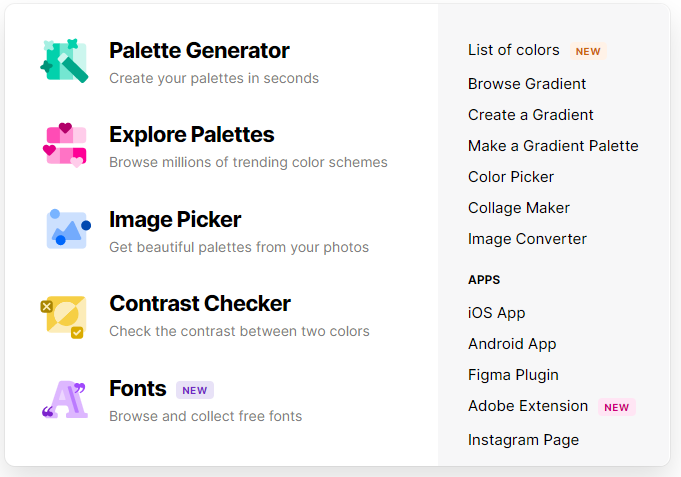 Palette Generator
Create your palettes in seconds
Explore Palettes
Browse millions of trending color schemes
Image Picker
Get beautiful palettes from your photos
Contrast Checker
Check the contrast between two colors
Fonts NEW
Browse and collect free fonts
List of colors NEW
Browse Gradient
Create a Gradient
Make a Gradient Palette
Color Picker
Collage Maker
Image Converter
APPS
iOS App
Android App
Figma Plugin
Adobe Extension NEW
Instagram Page